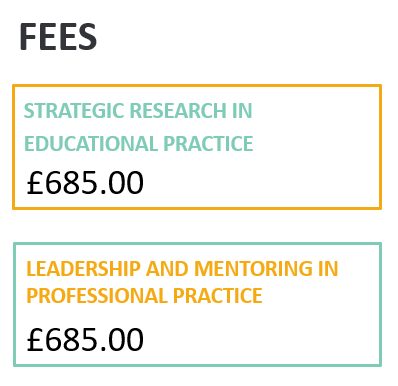 FEES
STRATEGIC RESEARCH IN
EDUCATIONAL PRACTICE
£685.00
LEADERSHIP AND MENTORING IN
PROFESSIONAL PRACTICE
£685.00